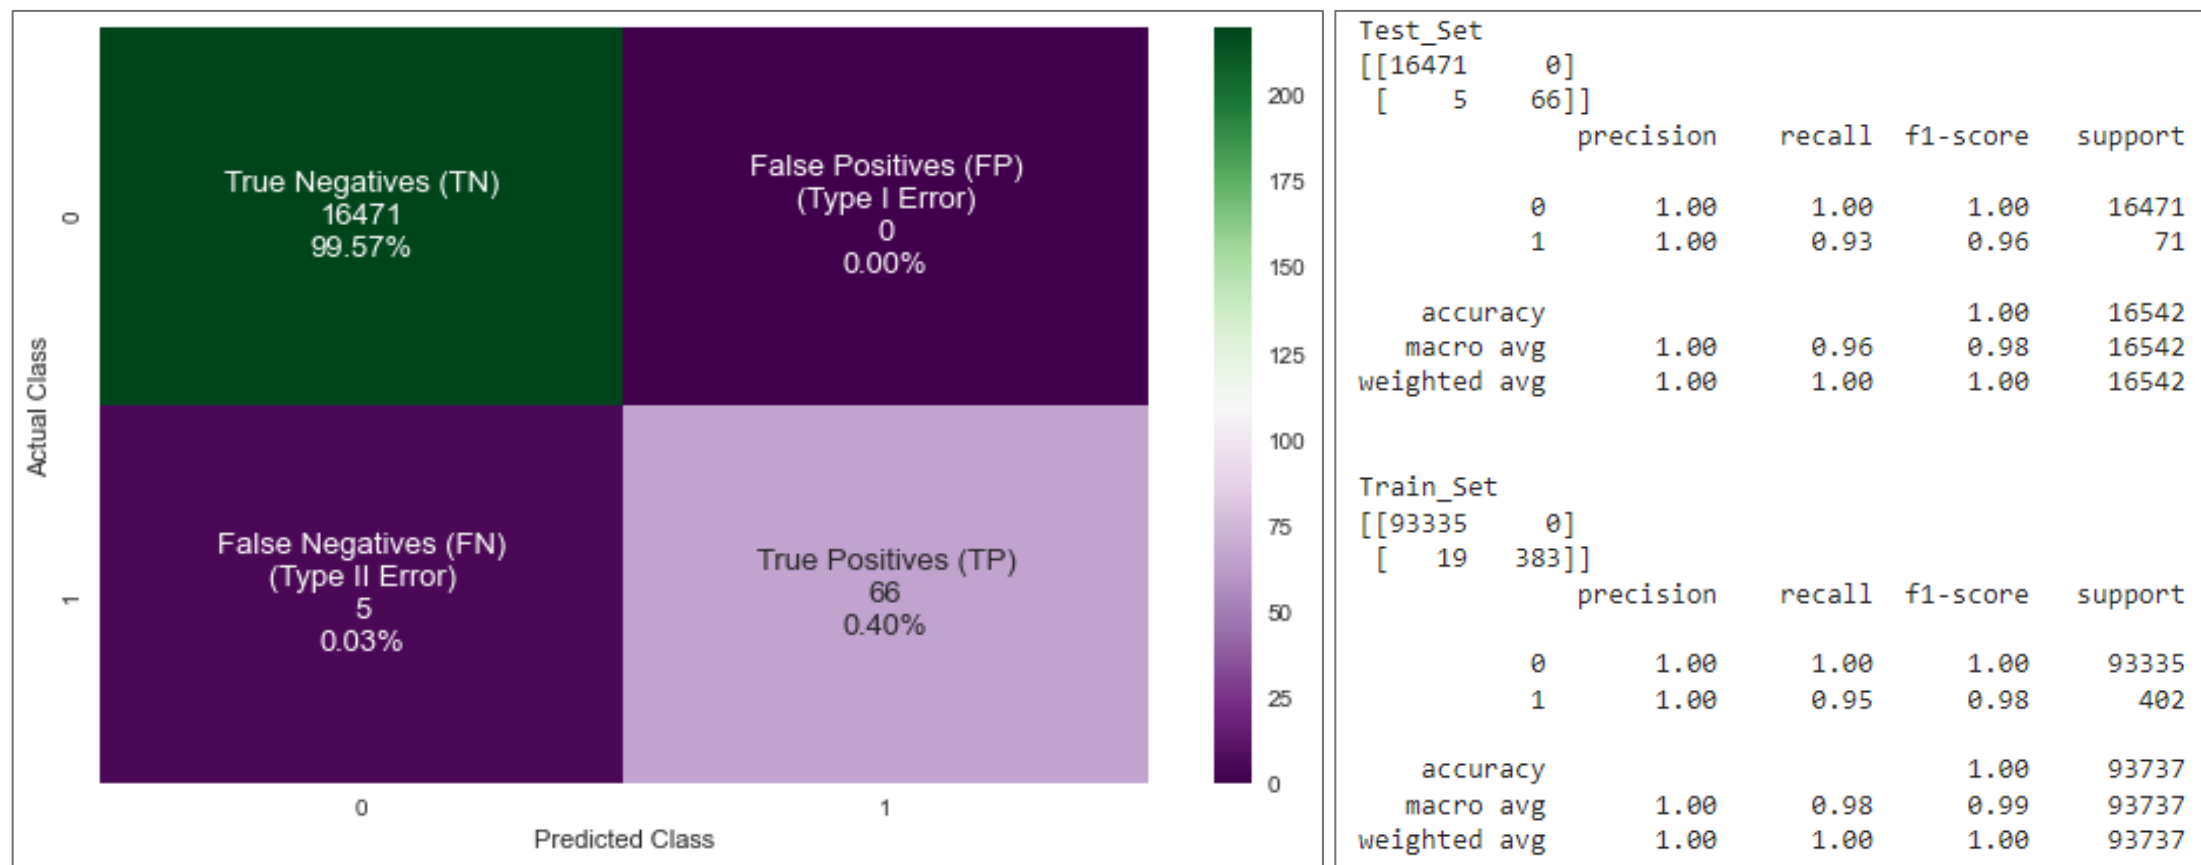 True Negatives (TN)
16471
99.57%
False Positives (FP)
(Type I Error)
0
0.00%
False Negatives (FN)
(Type II Error)
5
0.03%
True Positives (TP)
66
0.40%
Actual Class
0
1
0
1
Predicted Class
200
175
150
125
100
75
50
25
0
Test_Set
[[16471     0]
 [    5    66]]
precision    recall  f1-score   support
0       1.00      1.00      1.00     16471
1       1.00      0.93      0.96        71
accuracy                           1.00     16542
macro avg       1.00      0.96      0.98     16542
weighted avg       1.00      1.00      1.00     16542
Train_Set
[[93335     0]
 [   19   383]]
precision    recall  f1-score   support
0       1.00      1.00      1.00     93335
1       1.00      0.95      0.98       402
accuracy                           1.00     93737
macro avg       1.00      0.98      0.99     93737
weighted avg       1.00      1.00      1.00     93737